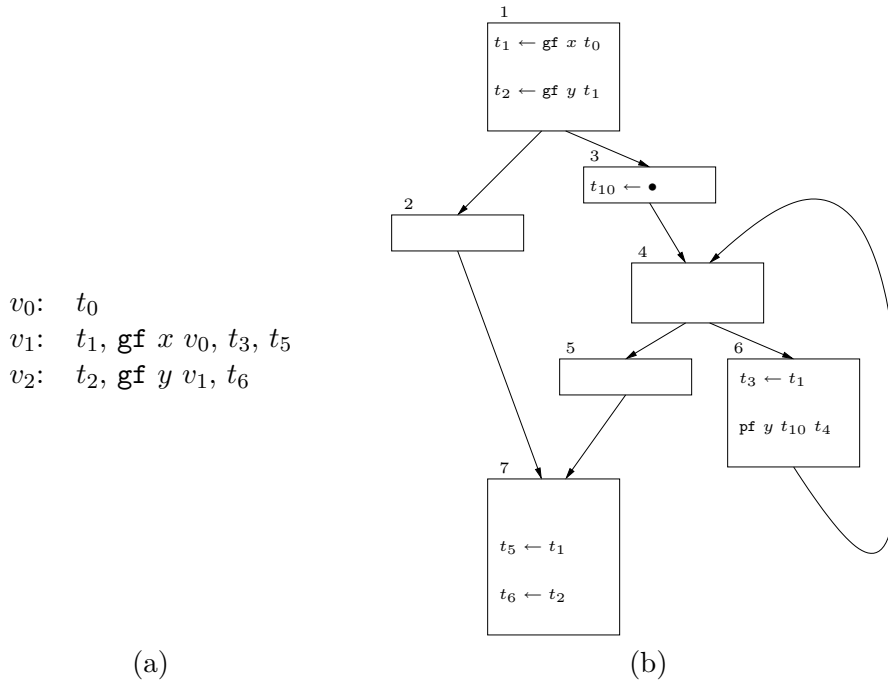 v0: t0
v1: t1, gf x v0, t3, t5
v2: t2, gf y v1, t6
(a)
1
t1 ← gf x t0
t2 ← gf y t1
3
t10 ← •
2
4
5
6
t3 ← t1
pf y t10 t4
7
t5 ← t1
t6 ← t2
(b)